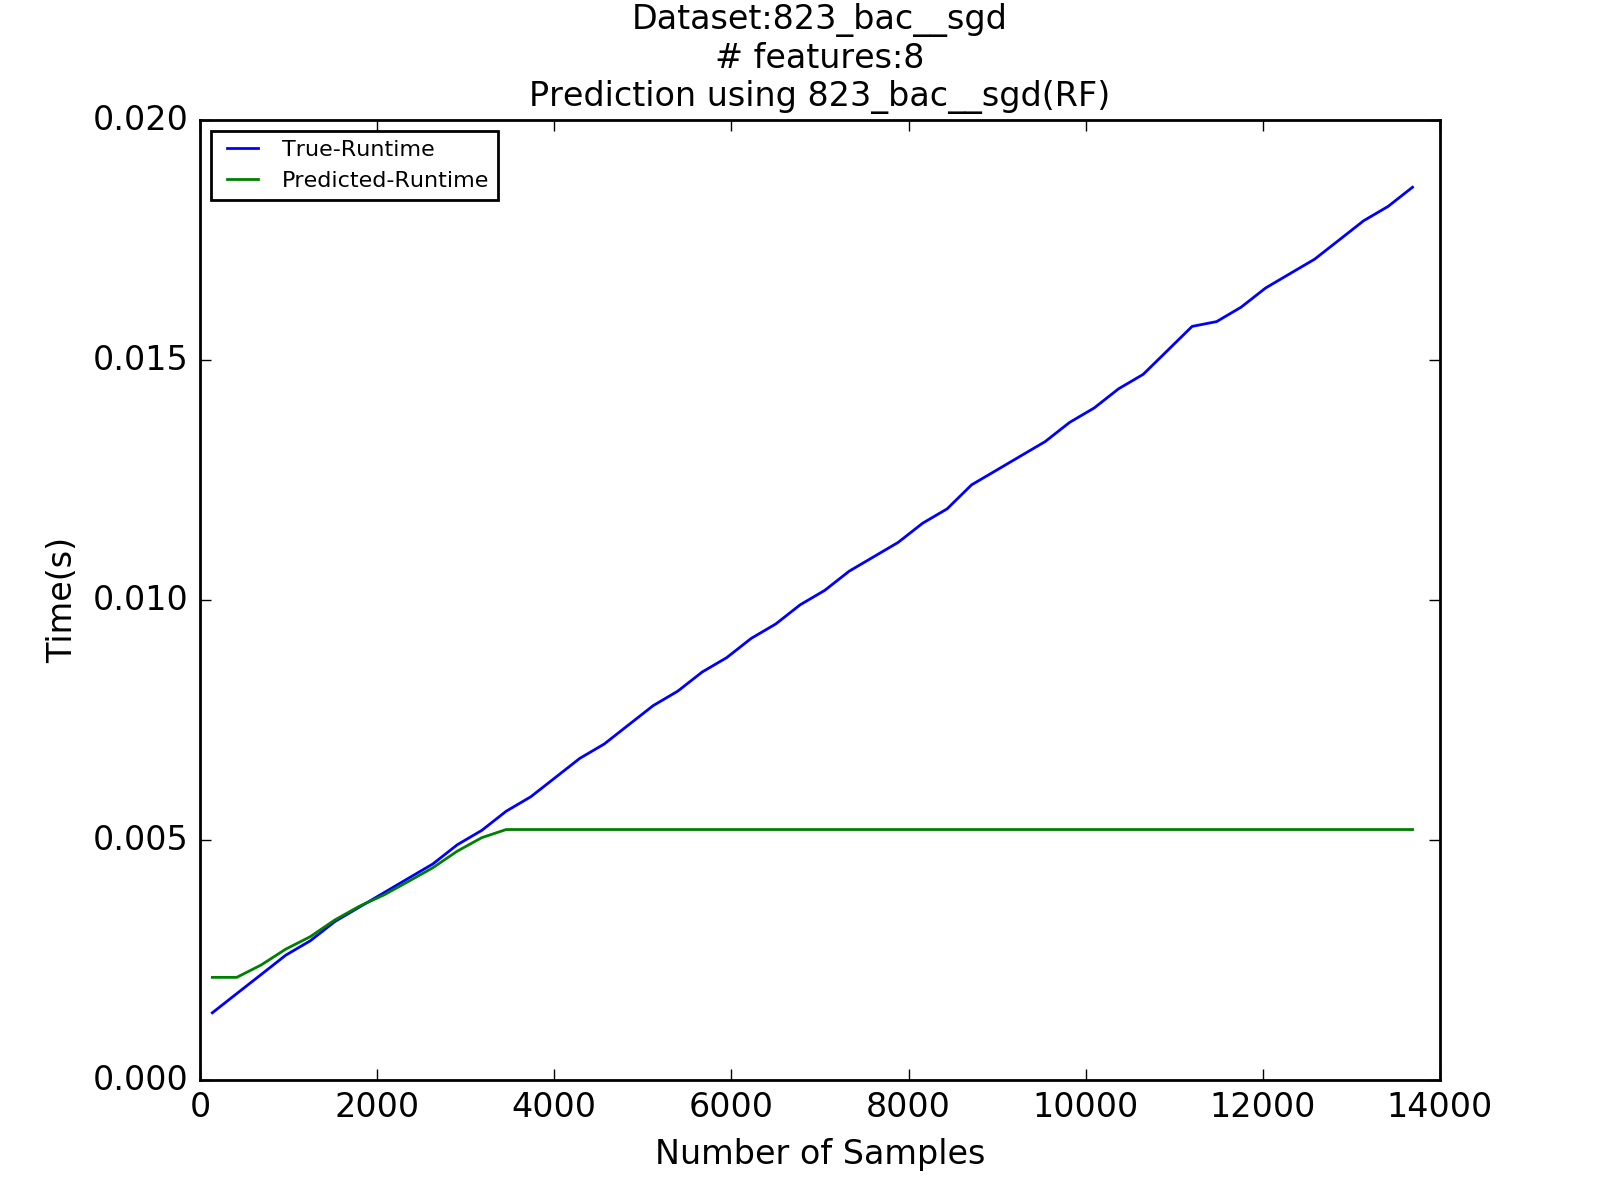 Dataset:823_bac__sgd
# features:8
Prediction using 823_bac__sgd(RF)
True-Runtime
Predicted-Runtime
0.020
0.015
0.010
0.005
0.000
Time(s)
0 2000 4000 6000 8000 10000 12000 14000
Number of Samples